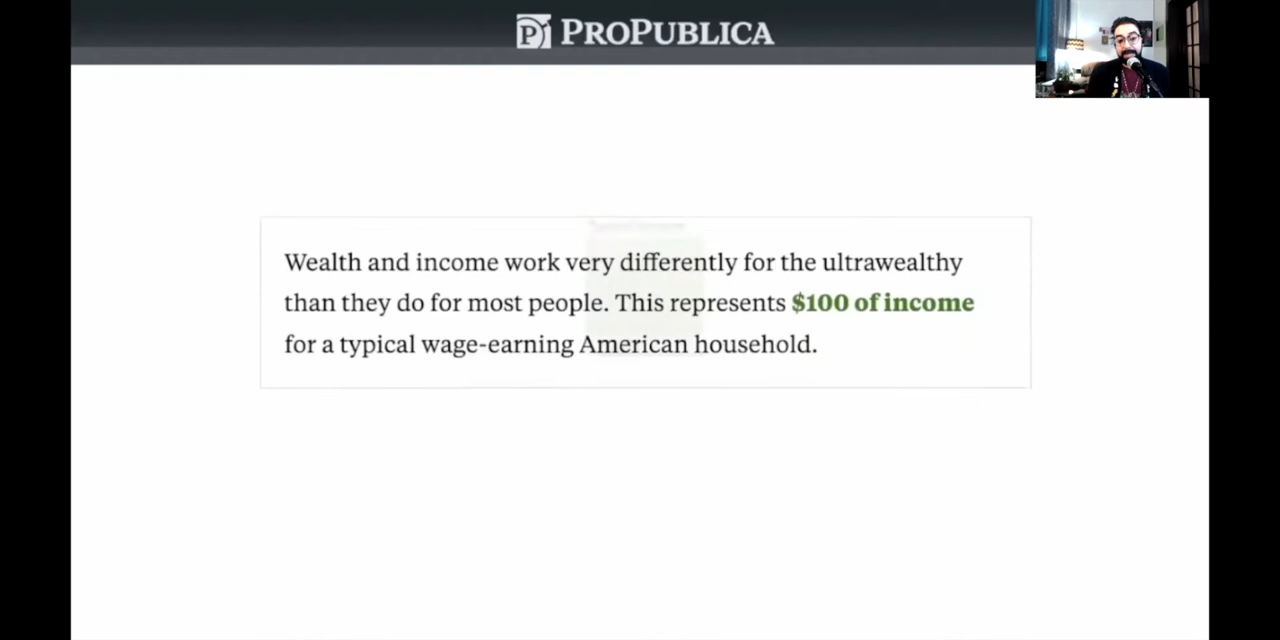 PROPUBLICA
Wealth and income work very differently for the ultrawealthy
than they do for most people. This represents $100 of income
for a typical wage-earning American household.